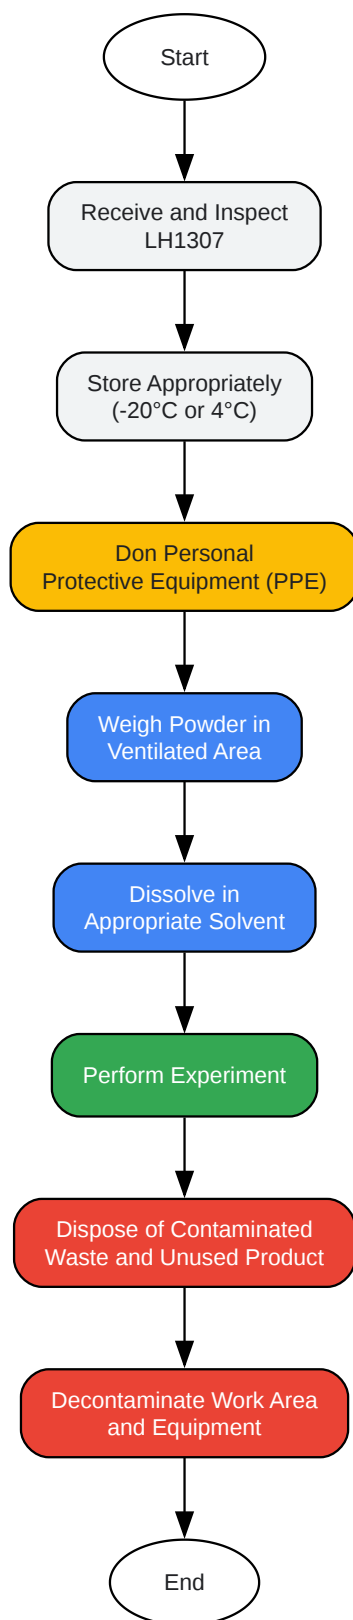 Start
Receive and Inspect
LH1307
Store Appropriately
(-20°C or 4°C)
Don Personal
Protective Equipment (PPE)
Weigh Powder in
Ventilated Area
Dissolve in
Appropriate Solvent
Perform Experiment
Dispose of Contaminated
Waste and Unused Product
Decontaminate Work Area
and Equipment
End